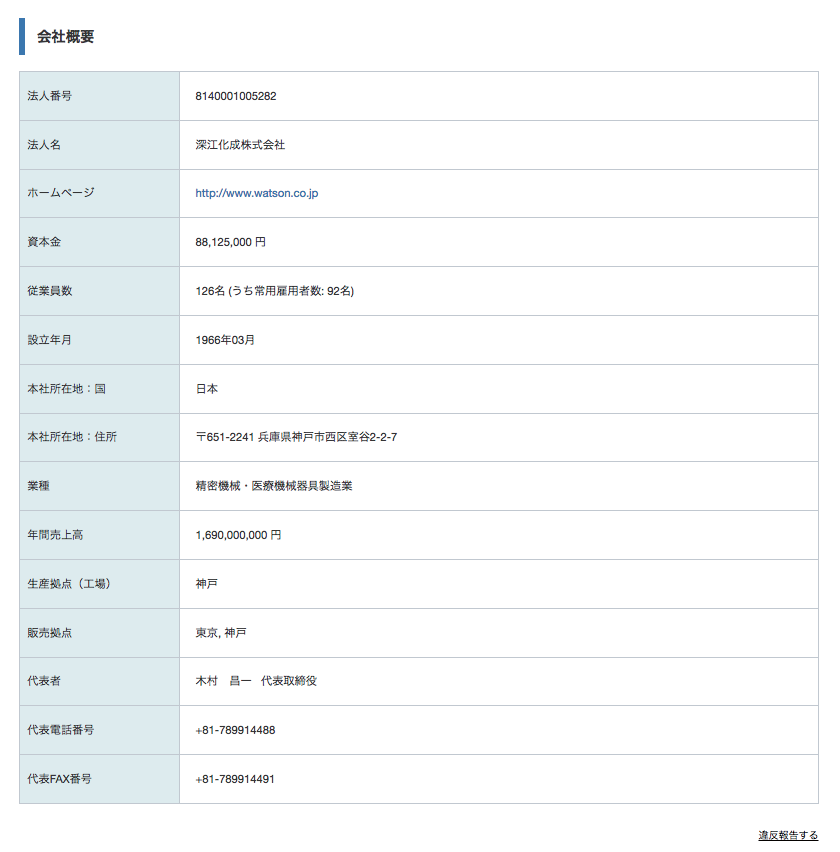 会社概要
法人番号 8140001005282
法人名 深江化成株式会社
ホームページ http://www.watson.co.jp
資本金 88,125,000 円
従業員数 126名 (うち常用雇用者数: 92名)
設立年月 1966年03月
本社所在地：国 日本
本社所在地：住所 〒651-2241 兵庫県神戸市西区室谷2-2-7
業種 精密機械・医療機械器具製造業
年間売上高 1,690,000,000 円
生産拠点（工場） 神戸
販売拠点 東京, 神戸
代表者 木村　昌一　代表取締役
代表電話番号 +81-789914488
代表FAX番号 +81-789914491
違反報告する